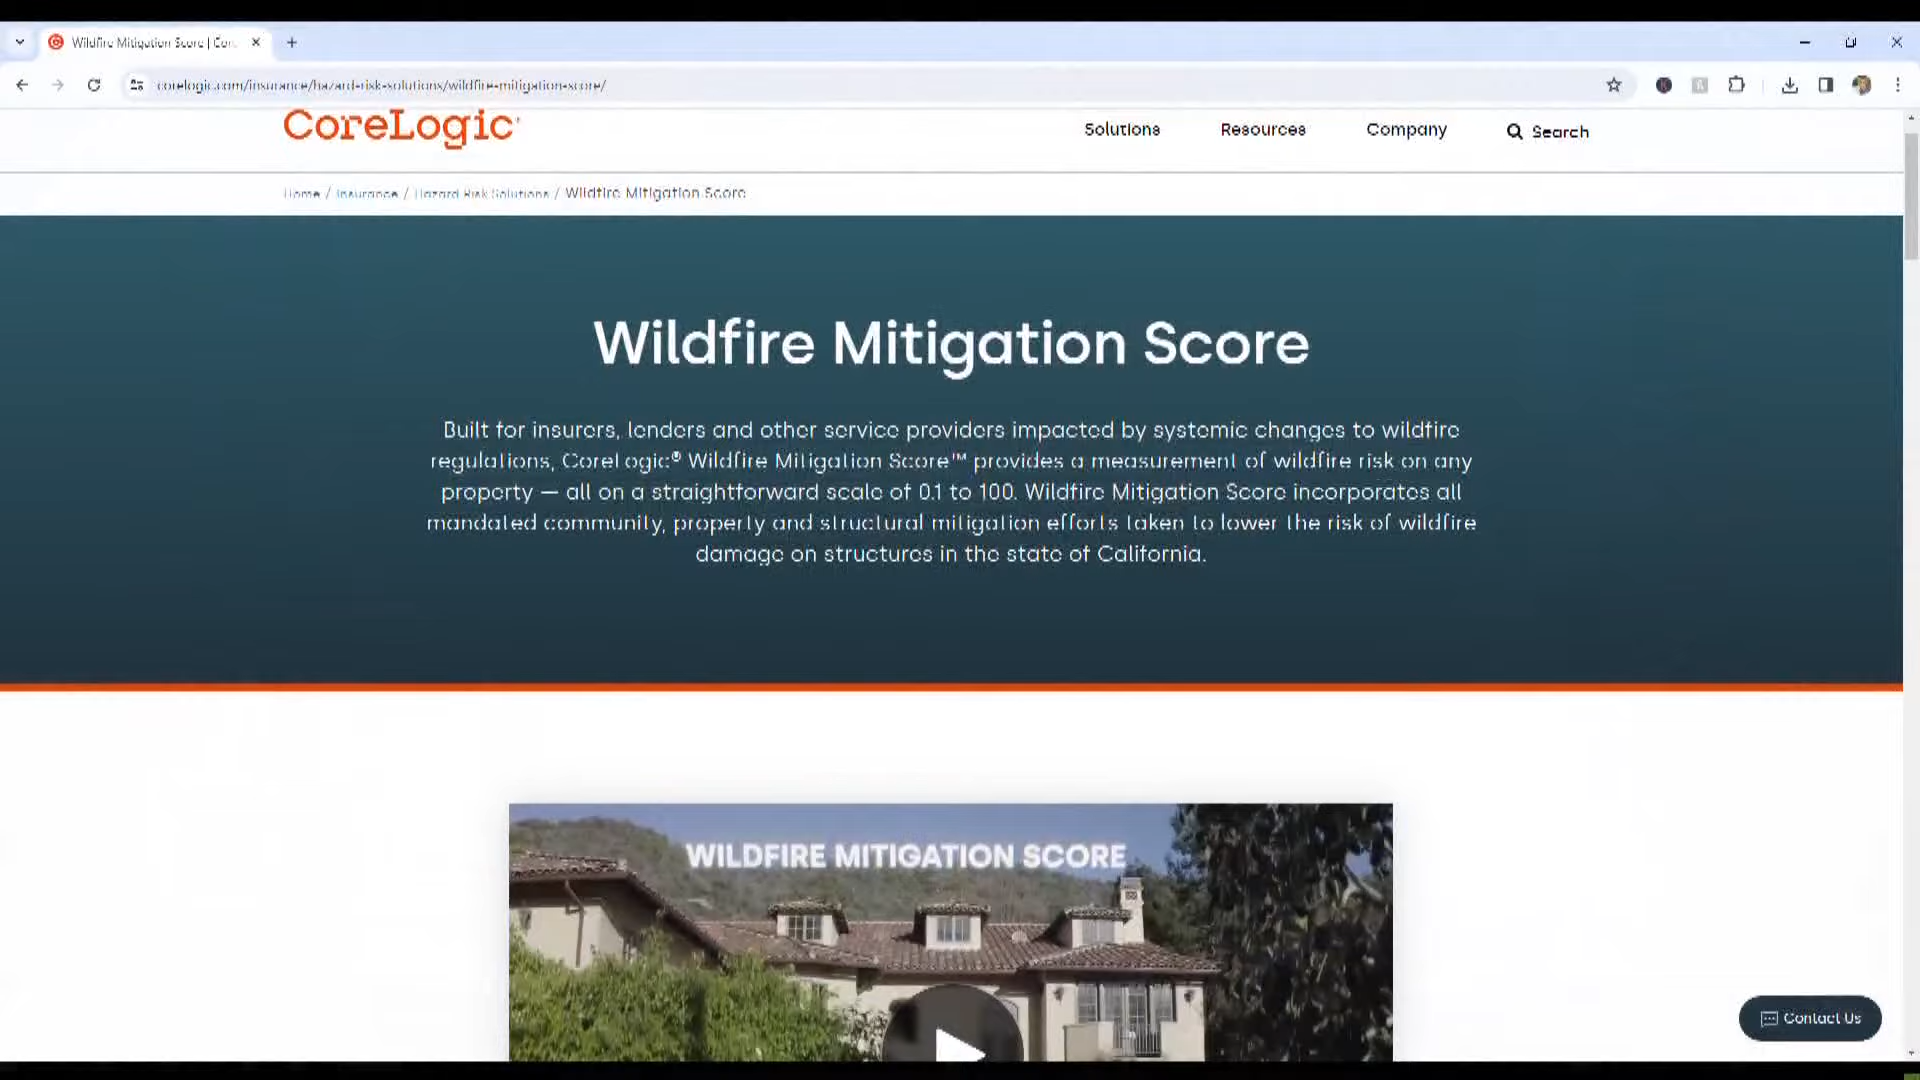 Wildfire Mitigation Score | Cor
corelogic.com/insurance/hazard-risk-solutions/wildfire-mitigation-score/
CoreLogic
Solutions Resources Company Search
Home / Insurance / Hazard Risk Solutions / Wildfire Mitigation Score
Wildfire Mitigation Score
Built for insurers, lenders and other service providers impacted by systemic changes to wildfire
regulations, CoreLogic® Wildfire Mitigation Score™ provides a measurement of wildfire risk on any
property — all on a straightforward scale of 0.1 to 100. Wildfire Mitigation Score incorporates all
mandated community, property and structural mitigation efforts taken to lower the risk of wildfire
damage on structures in the state of California.
WILDFIRE MITIGATION SCORE
Contact Us